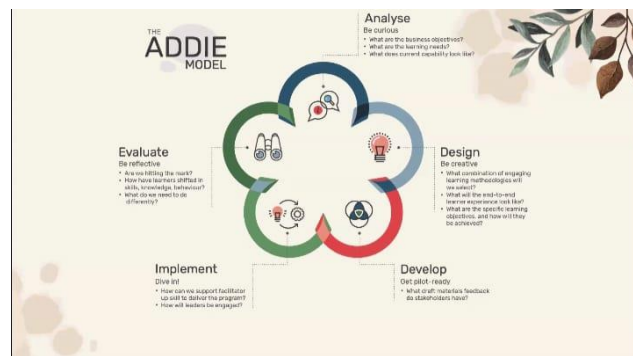 THE
ADDIE
MODEL
Analyse
Be curious
• What are the business objectives?
• What are the learning needs?
• What does current capability look like?
Design
Be creative
• What combination of engaging
learning methodologies will
we select?
• What will the end-to-end
learner experience look like?
• What are the specific learning
objectives, and how will they
be achieved?
Develop
Get pilot-ready
• What draft materials feedback
do stakeholders have?
Implement
Dive in!
• How can we support facilitator
up skill to deliver the program?
• How will leaders be engaged?
Evaluate
Be reflective
• Are we hitting the mark?
• How have learners shifted in
skills, knowledge, behaviour?
• What do we need to do
differently?